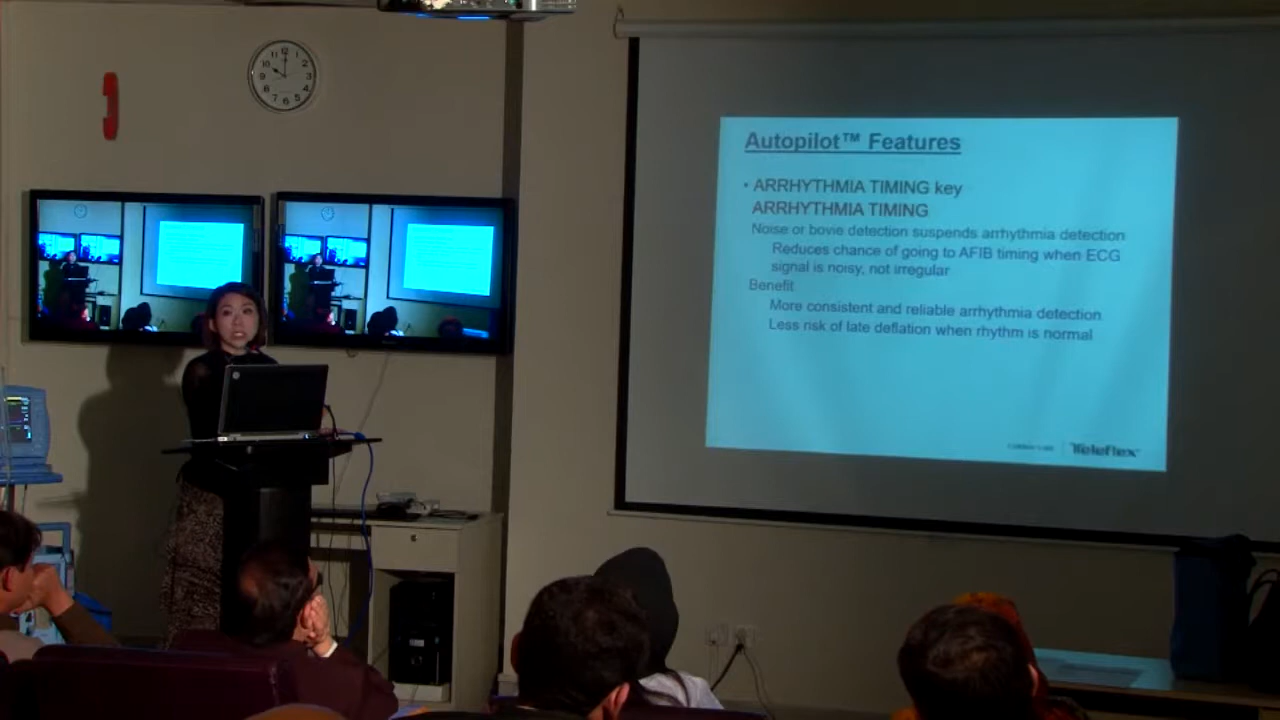 Autopilot™ Features
• ARRHYTHMIA TIMING key
ARRHYTHMIA TIMING
Noise or bovie detection suspends arrhythmia detection
Reduces chance of going to AFIB timing when ECG
signal is noisy, not irregular
Benefit
More consistent and reliable arrhythmia detection
Less risk of late deflation when rhythm is normal
Teleflex